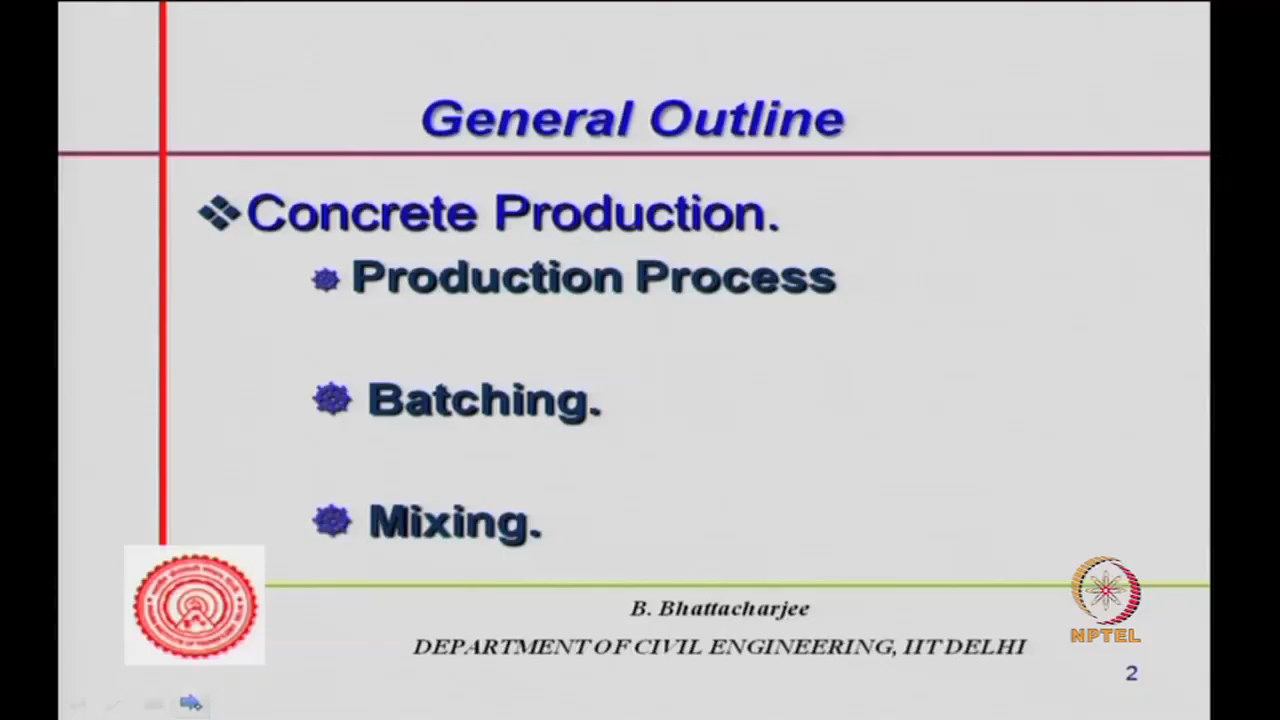 General Outline
Concrete Production.
Production Process
Batching.
Mixing.
B. Bhattacharjee
DEPARTMENT OF CIVIL ENGINEERING, IIT DELHI
NPTEL
2